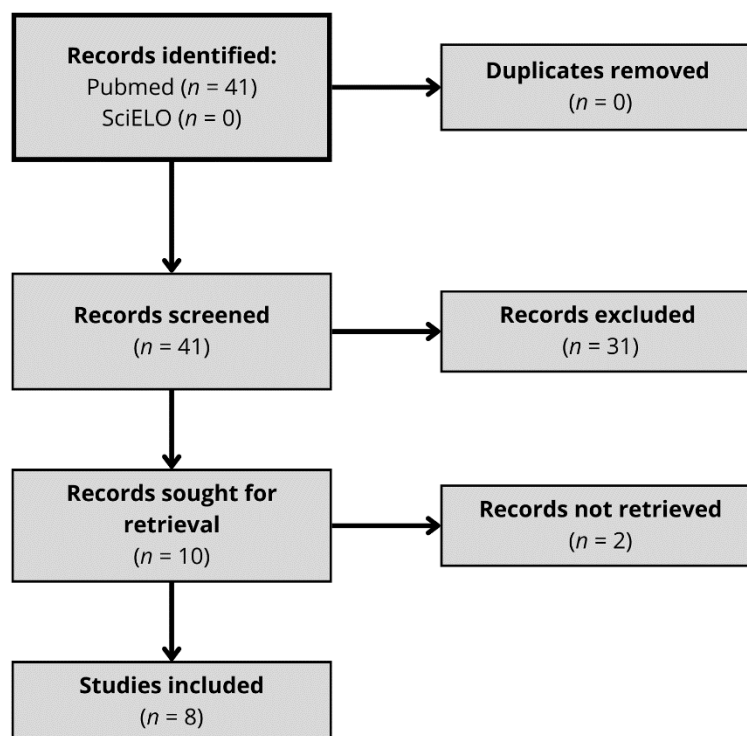 Records identified:
Pubmed (n = 41)
SciELO (n = 0)
Duplicates removed
(n = 0)
Records screened
(n = 41)
Records excluded
(n = 31)
Records sought for
retrieval
(n = 10)
Records not retrieved
(n = 2)
Studies included
(n = 8)